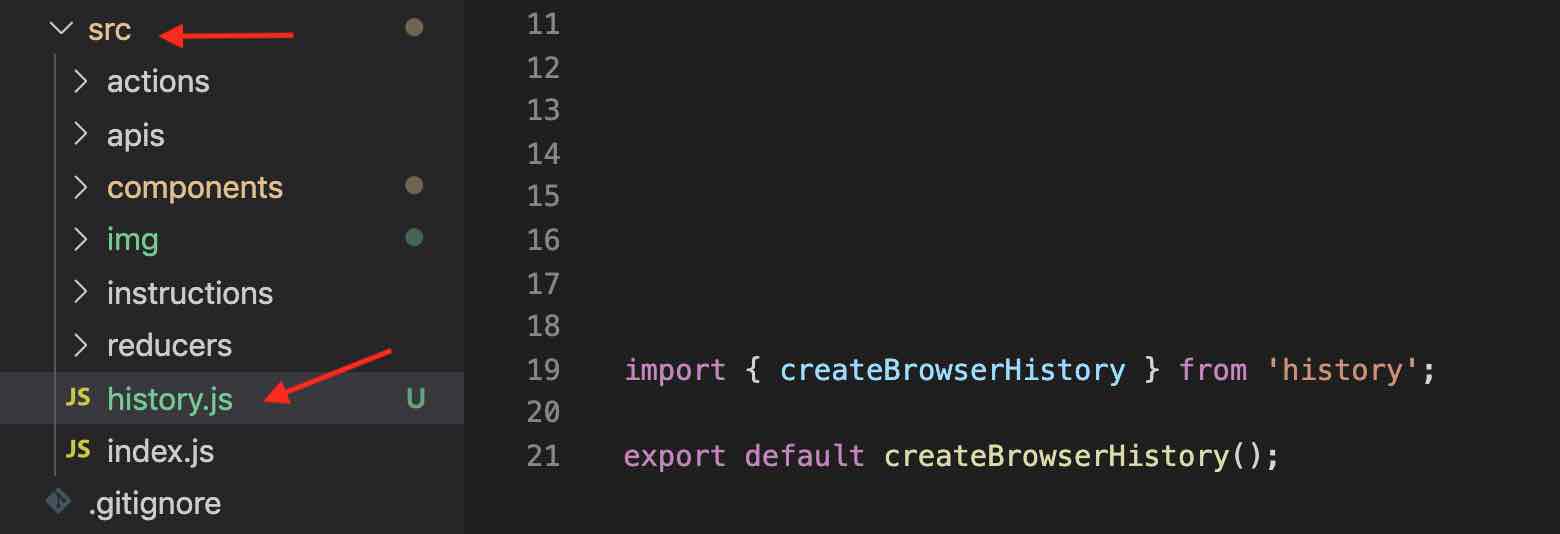 src
actions
apis
components
img
instructions
reducers
JS history.js U
JS index.js
.gitignore
11
12
13
14
15
16
17
18
19 import { createBrowserHistory } from 'history';
20
21 export default createBrowserHistory();